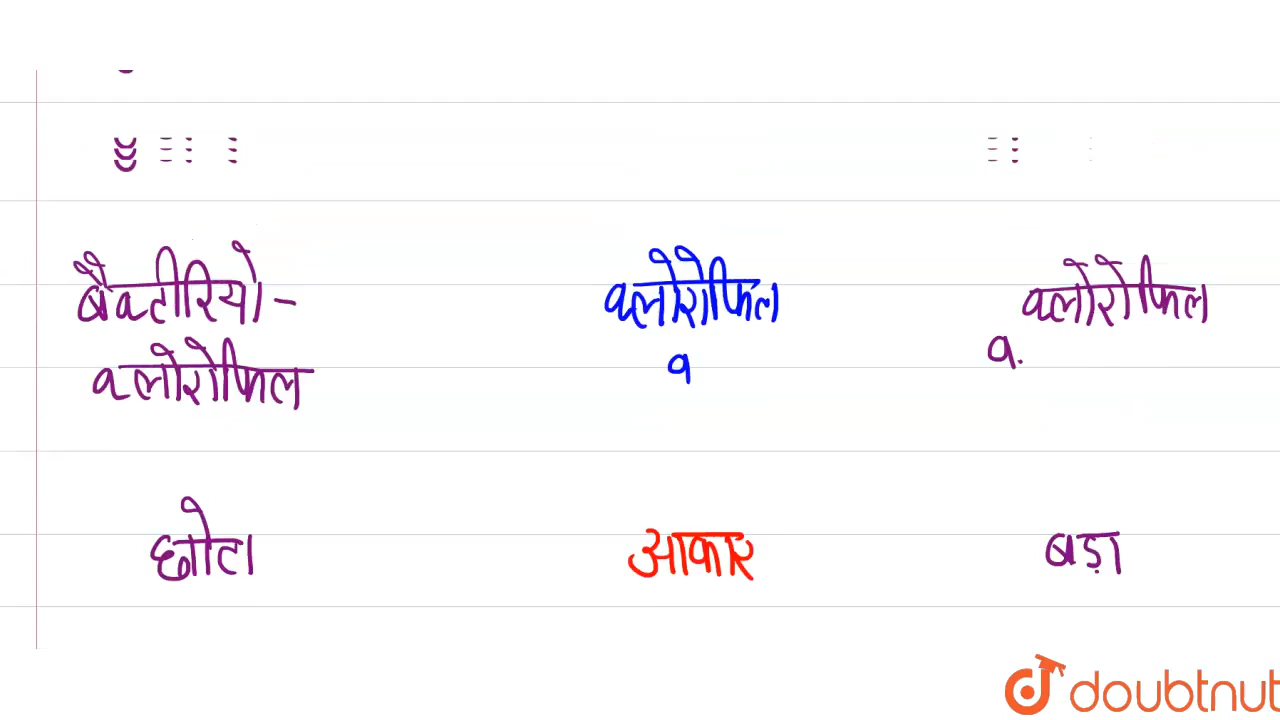 बैक्टीरियो- क्लोरोफिल क्लोरोफिल
क्लोरोफिल a a.
छोटा आकार बड़ा
doubtnut